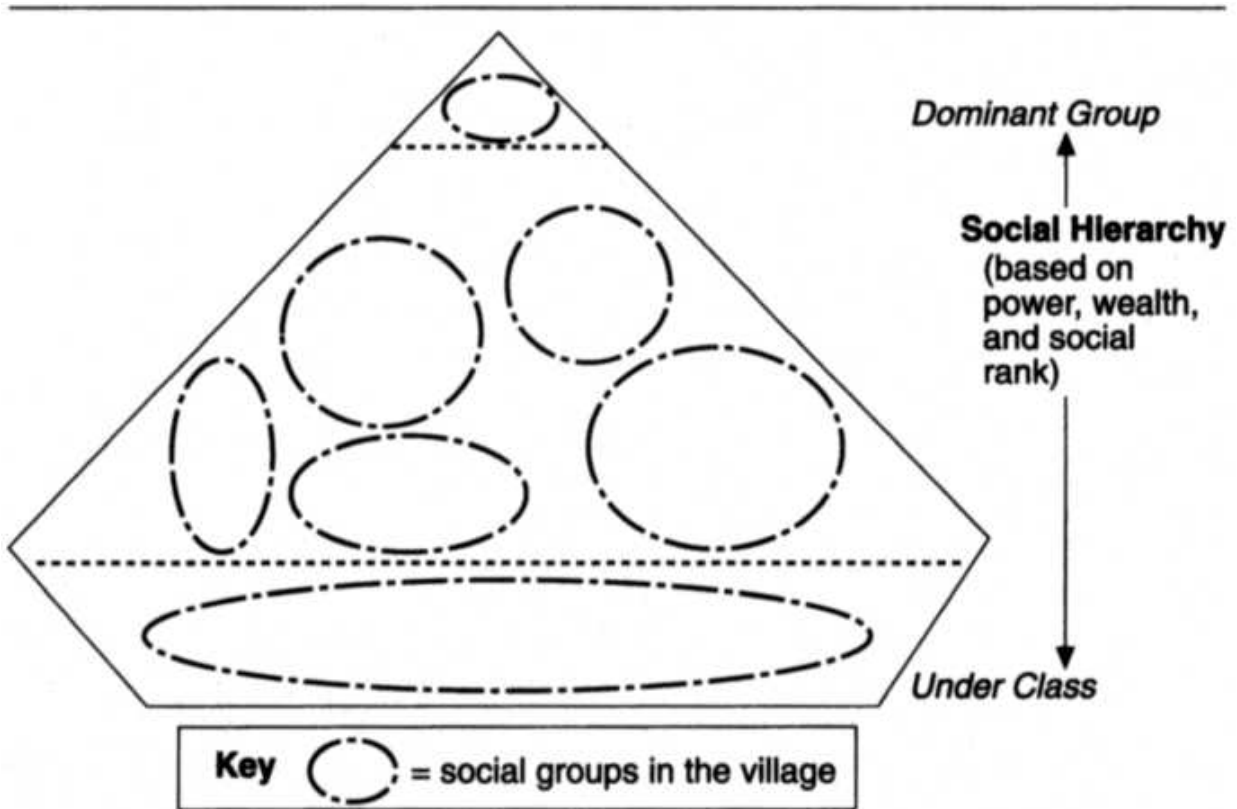 Dominant Group
Social Hierarchy
(based on
power, wealth,
and social
rank)
Under Class
Key = social groups in the village